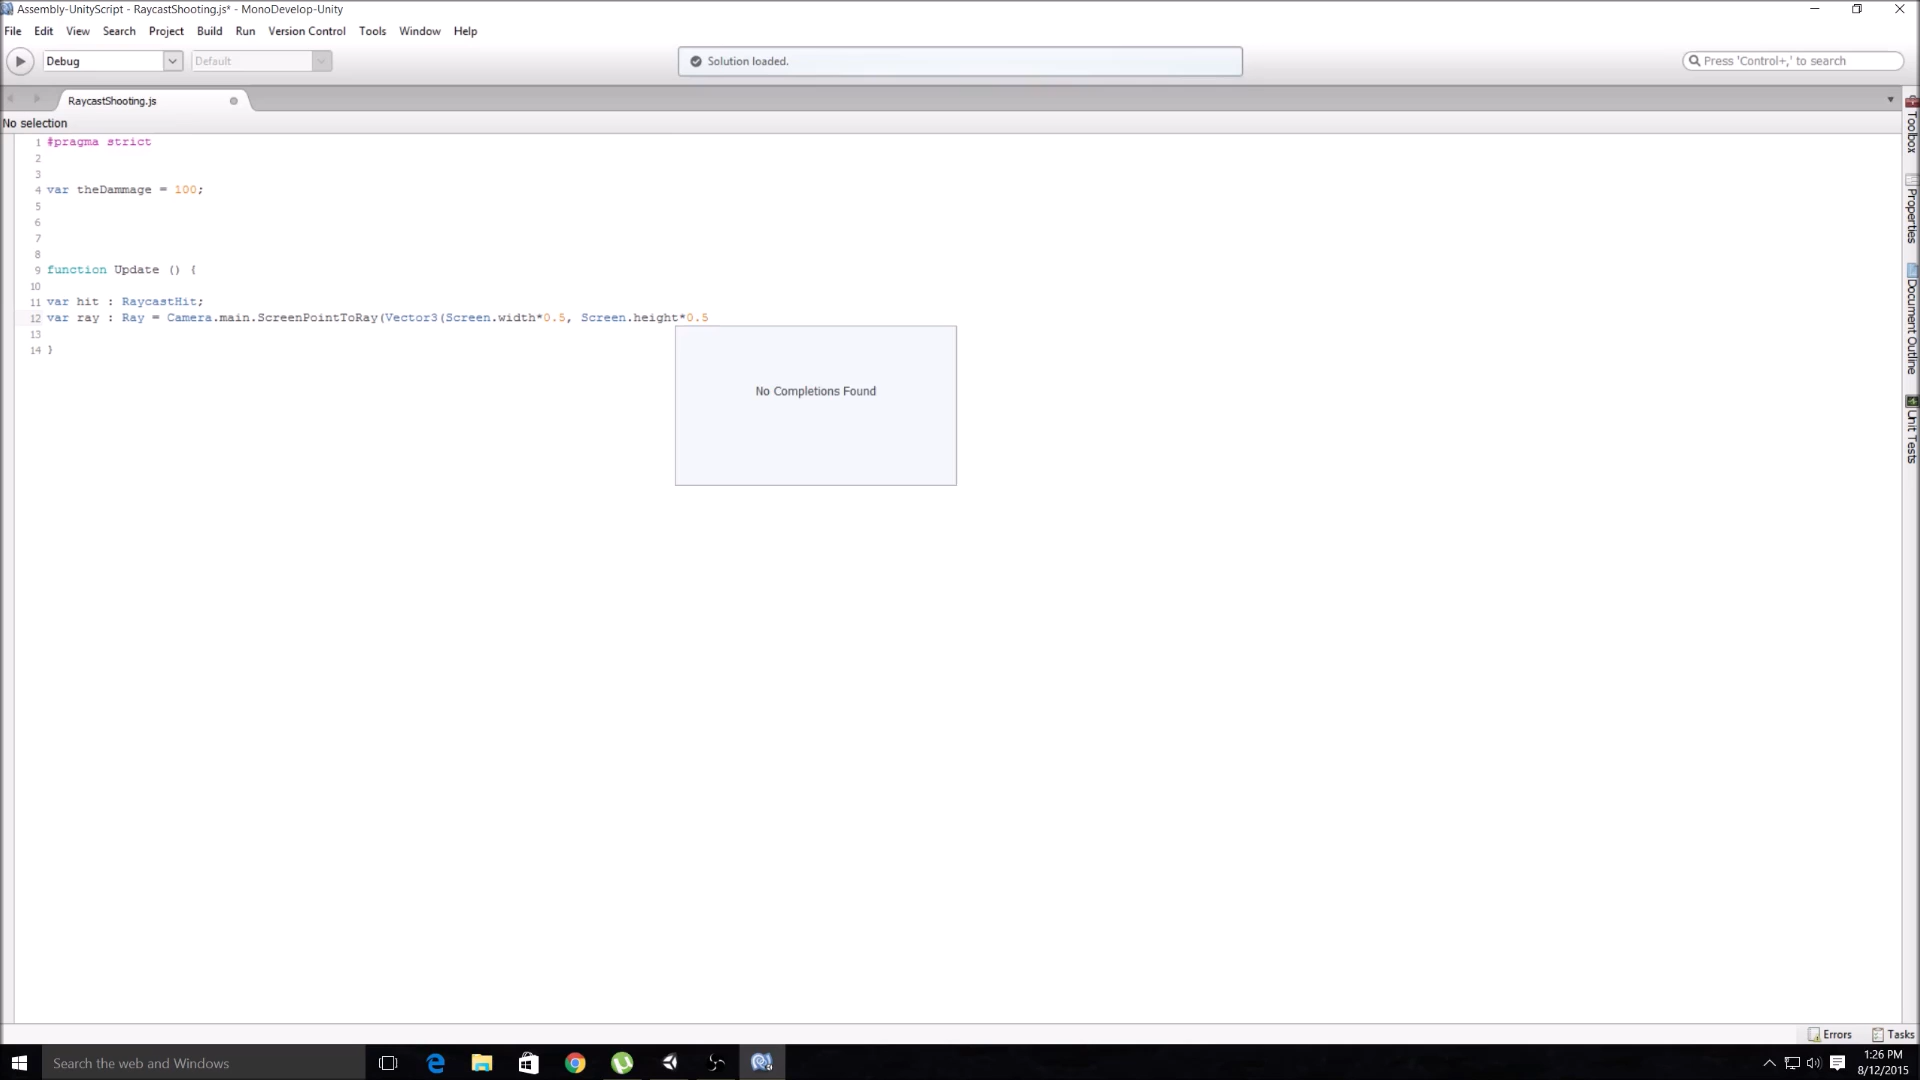 Assembly-UnityScript - RaycastShooting.js* - MonoDevelop-Unity
File Edit View Search Project Build Run Version Control Tools Window Help
Debug Default Solution loaded. Press 'Control+,' to search
RaycastShooting.js
No selection
1 #pragma strict
2
3
4 var theDammage = 100;
5
6
7
8
9 function Update () {
10
11 var hit : RaycastHit;
12 var ray : Ray = Camera.main.ScreenPointToRay(Vector3(Screen.width*0.5, Screen.height*0.5
13
14 }
No Completions Found
Toolbox
Properties
Document Outline
Unit Tests
Errors Tasks
Search the web and Windows
1:26 PM
8/12/2015